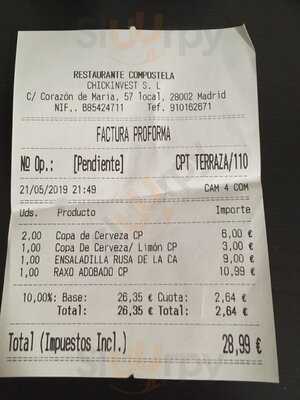 RESTAURANTE COMPOSTELA
CHICKINVEST S. L
C/ Corazón de Maria, 57 local, 28002 Madrid
NIF.. B85424711 Tef. 910162671
FACTURA PROFORMA
Nº Op.: [Pendiente] CPT TERRAZA/110
21/05/2019 21:49 CAM 4 COM
Uds. Producto Importe
2,00 Copa de Cerveza CP 6,00 €
1,00 Copa De Cerveza/ Limón CP 3,00 €
1,00 ENSALADILLA RUSA DE LA CA 9,00 €
1,00 RAXO ADOBADO CP 10,99 €
10,00%: Base: 26,35 € Cuota: 2,64 €
Total: 26,35 € Total: 2,64 €
Total (Impuestos Incl.) 28,99 €